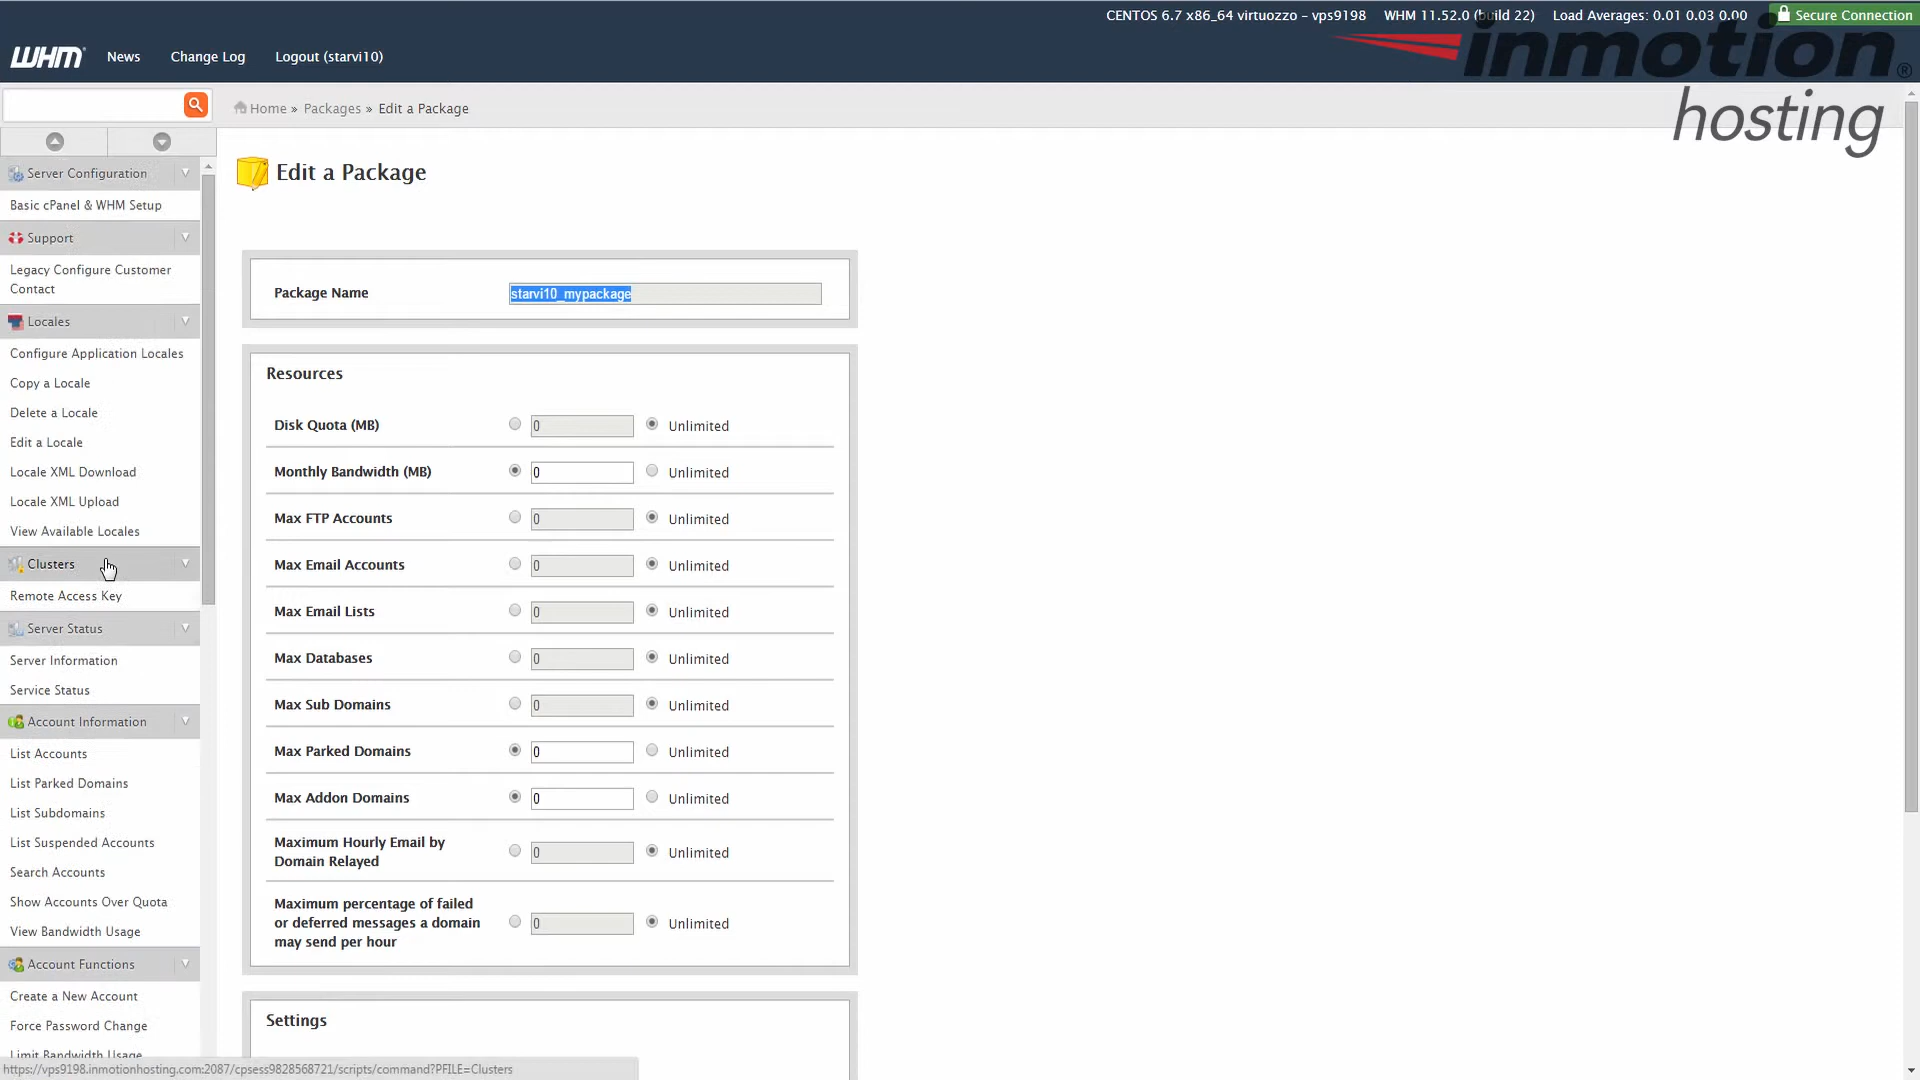 CENTOS 6.7 x86_64 virtuozzo – vps9198 WHM 11.52.0 (build 22) Load Averages: 0.01 0.03 0.00 Secure Connection
WHM News Change Log Logout (starvi10)
inmotion®
hosting
Home » Packages » Edit a Package
Server Configuration
Basic cPanel & WHM Setup
Support
Legacy Configure Customer
Contact
Locales
Configure Application Locales
Copy a Locale
Delete a Locale
Edit a Locale
Locale XML Download
Locale XML Upload
View Available Locales
Clusters
Remote Access Key
Server Status
Server Information
Service Status
Account Information
List Accounts
List Parked Domains
List Subdomains
List Suspended Accounts
Search Accounts
Show Accounts Over Quota
View Bandwidth Usage
Account Functions
Create a New Account
Force Password Change
Limit Bandwidth Usage
Edit a Package
Package Name starvi10_mypackage
Resources
Disk Quota (MB) 0 Unlimited
Monthly Bandwidth (MB) 0 Unlimited
Max FTP Accounts 0 Unlimited
Max Email Accounts 0 Unlimited
Max Email Lists 0 Unlimited
Max Databases 0 Unlimited
Max Sub Domains 0 Unlimited
Max Parked Domains 0 Unlimited
Max Addon Domains 0 Unlimited
Maximum Hourly Email by
Domain Relayed 0 Unlimited
Maximum percentage of failed
or deferred messages a domain 0 Unlimited
may send per hour
Settings
https://vps9198.inmotionhosting.com:2087/cpsess9828568721/scripts/command?PFILE=Clusters